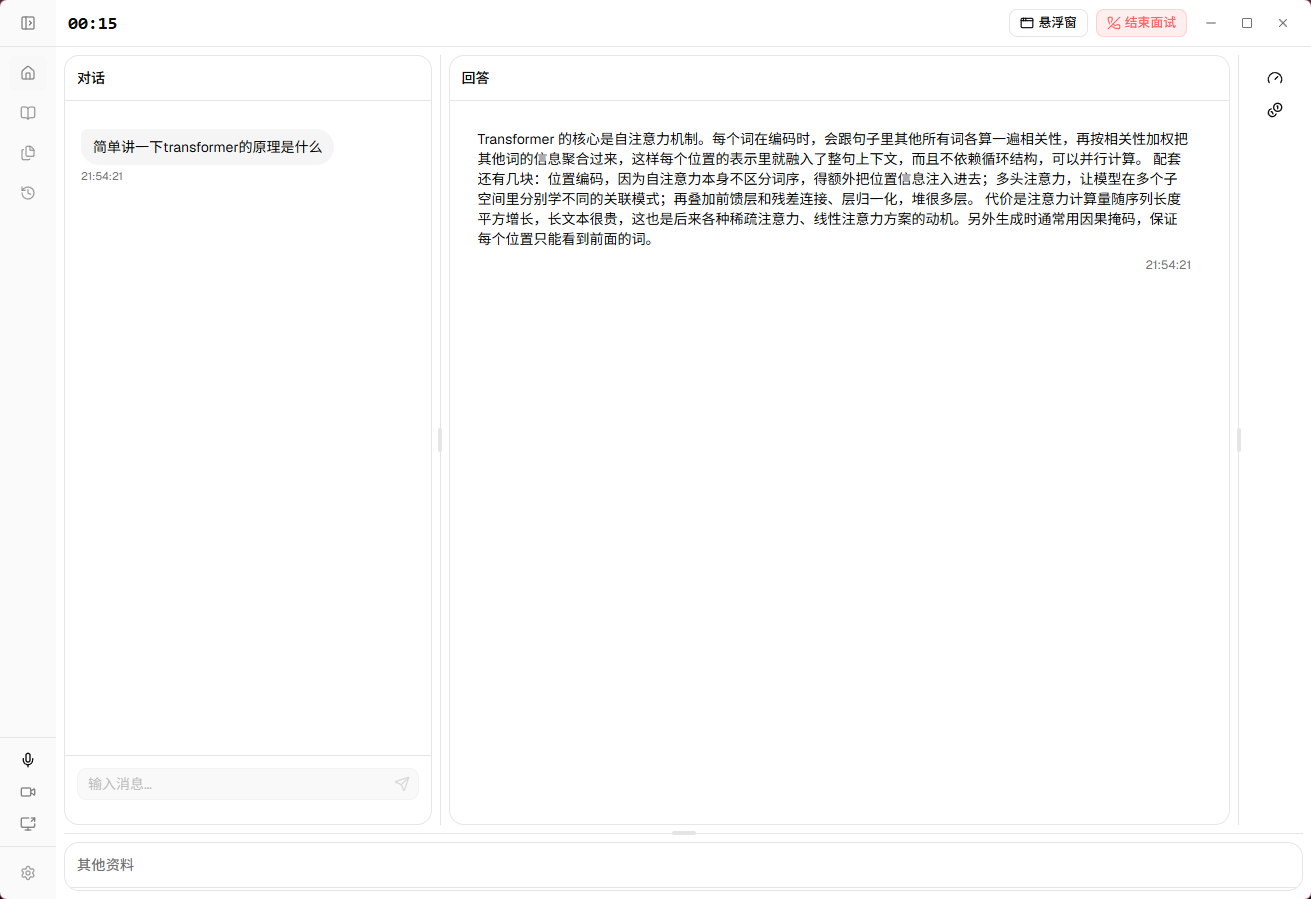 00:15
悬浮窗
结束面试
对话
回答
简单讲一下transformer的原理是什么
21:54:21
Transformer 的核心是自注意力机制。每个词在编码时，会跟句子里其他所有词各算一遍相关性，再按相关性加权把
其他词的信息聚合过来，这样每个位置的表示里就融入了整句上下文，而且不依赖循环结构，可以并行计算。 配套
还有几块：位置编码，因为自注意力本身不区分词序，得额外把位置信息注入进去；多头注意力，让模型在多个子
空间里分别学不同的关联模式；再叠加前馈层和残差连接、层归一化，堆很多层。 代价是注意力计算量随序列长度
平方增长，长文本很贵，这也是后来各种稀疏注意力、线性注意力方案的动机。另外生成时通常用因果掩码，保证
每个位置只能看到前面的词。
21:54:21
输入消息...
其他资料